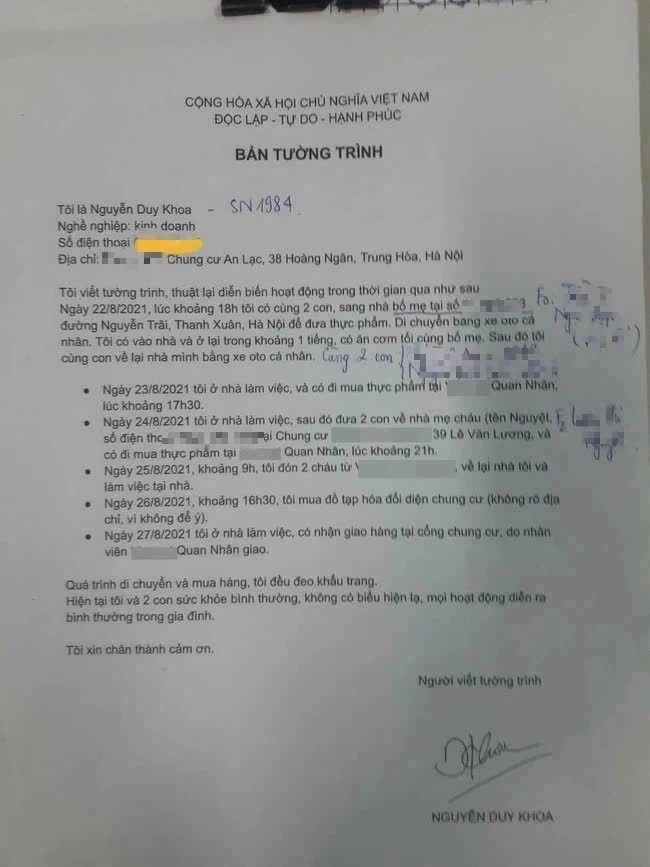 CỘNG HÒA XÃ HỘI CHỦ NGHĨA VIỆT NAM
ĐỘC LẬP - TỰ DO - HẠNH PHÚC
BẢN TƯỜNG TRÌNH
Tôi là Nguyễn Duy Khoa - SN 1984.
Nghề nghiệp: kinh doanh
Số điện thoại
Địa chỉ: Chung cư An Lạc, 38 Hoàng Ngân, Trung Hòa, Hà Nội
Tôi viết tường trình, thuật lại diễn biến hoạt động trong thời gian qua như sau
Ngày 22/8/2021, lúc khoảng 18h tôi có cùng 2 con, sang nhà bố mẹ tại số Fo.
đường Nguyễn Trãi, Thanh Xuân, Hà Nội để đưa thực phẩm. Di chuyển bằng xe oto cá
nhân. Tôi có vào nhà và ở lại trong khoảng 1 tiếng, có ăn cơm tối cùng bố mẹ. Sau đó tôi
cùng con về lại nhà mình bằng xe oto cá nhân. Cùng 2 con
• Ngày 23/8/2021 tôi ở nhà làm việc, và có đi mua thực phẩm tại Quan Nhân,
lúc khoảng 17h30.
• Ngày 24/8/2021 tôi ở nhà làm việc, sau đó đưa 2 con về nhà mẹ cháu (tên Nguyệt,
số điện tho tại Chung cư 39 Lê Văn Lương, và
có đi mua thực phẩm tại Quan Nhân, lúc khoảng 21h.
• Ngày 25/8/2021, khoảng 9h, tôi đón 2 cháu từ , về lại nhà tôi và
làm việc tại nhà.
• Ngày 26/8/2021, khoảng 16h30, tôi mua đồ tạp hóa đối diện chung cư (không rõ địa
chỉ, vì không để ý).
• Ngày 27/8/2021 tôi ở nhà làm việc, có nhận giao hàng tại cổng chung cư, do nhân
viên Quan Nhân giao.
Quá trình di chuyển và mua hàng, tôi đều đeo khẩu trang.
Hiện tại tôi và 2 con sức khỏe bình thường, không có biểu hiện lạ, mọi hoạt động diễn ra
bình thường trong gia đình.
Tôi xin chân thành cảm ơn.
Người viết tường trình
NGUYỄN DUY KHOA